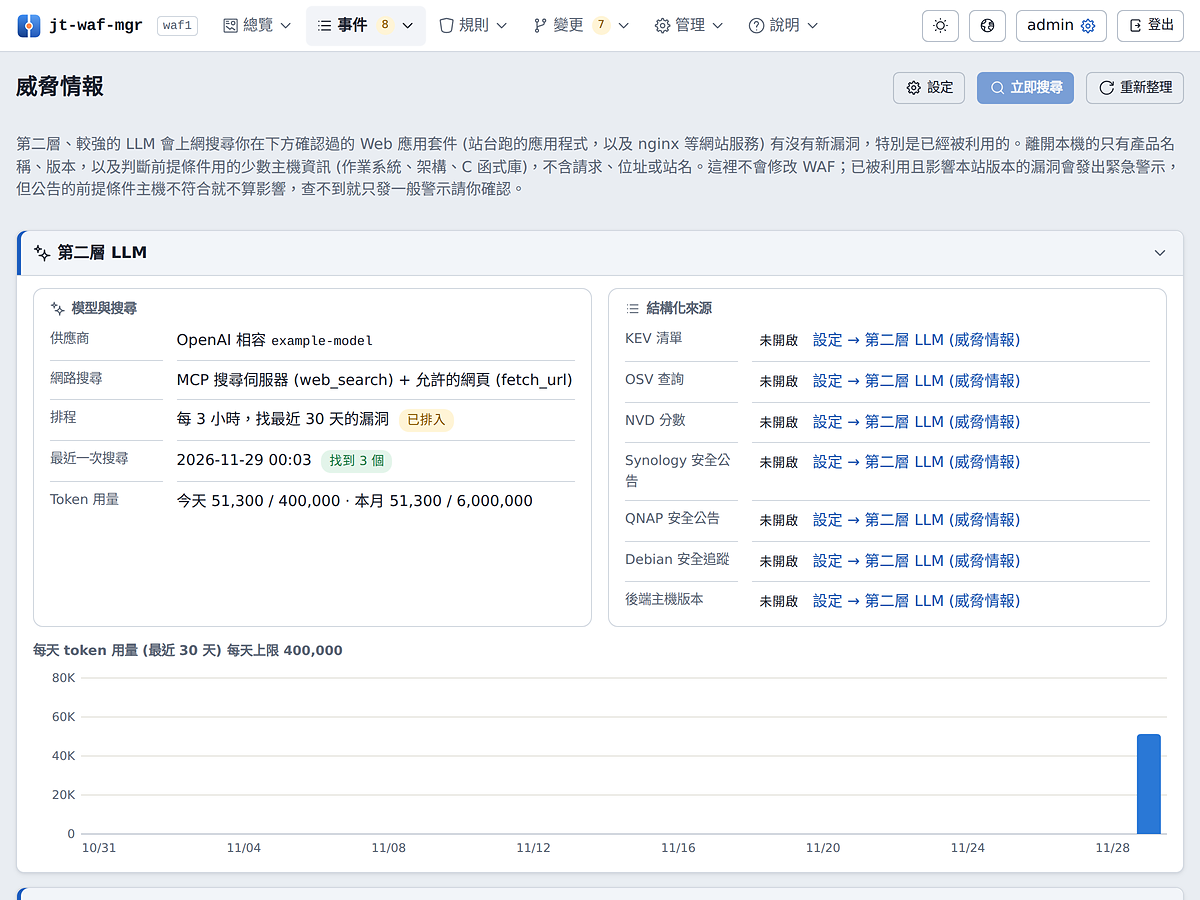 jt-waf-mgr waf1 總覽 事件 8 規則 變更 7 管理 說明 admin 登出
威脅情報 設定 立即搜尋 重新整理
第二層、較強的 LLM 會上網搜尋你在下方確認過的 Web 應用套件 (站台跑的應用程式，以及 nginx 等網站服務) 有沒有新漏洞，特別是已經被利用的。離開本機的只有產品名
稱、版本，以及判斷前提條件用的少數主機資訊 (作業系統、架構、C 函式庫)，不含請求、位址或站名。這裡不會修改 WAF；已被利用且影響本站版本的漏洞會發出緊急警示，
但公告的前提條件主機不符合就不算影響，查不到就只發一般警示請你確認。
第二層 LLM
模型與搜尋
供應商 OpenAI 相容 example-model
網路搜尋 MCP 搜尋伺服器 (web_search) + 允許的網頁 (fetch_url)
排程 每 3 小時，找最近 30 天的漏洞 已排入
最近一次搜尋 2026-11-29 00:03 找到 3 個
Token 用量 今天 51,300 / 400,000 · 本月 51,300 / 6,000,000
結構化來源
KEV 清單 未開啟 設定 → 第二層 LLM (威脅情報)
OSV 查詢 未開啟 設定 → 第二層 LLM (威脅情報)
NVD 分數 未開啟 設定 → 第二層 LLM (威脅情報)
Synology 安全公 未開啟 設定 → 第二層 LLM (威脅情報)
告
QNAP 安全公告 未開啟 設定 → 第二層 LLM (威脅情報)
Debian 安全追蹤 未開啟 設定 → 第二層 LLM (威脅情報)
後端主機版本 未開啟 設定 → 第二層 LLM (威脅情報)
每天 token 用量 (最近 30 天) 每天上限 400,000
80K
60K
40K
20K
0
10/31 11/04 11/08 11/12 11/16 11/20 11/24 11/28